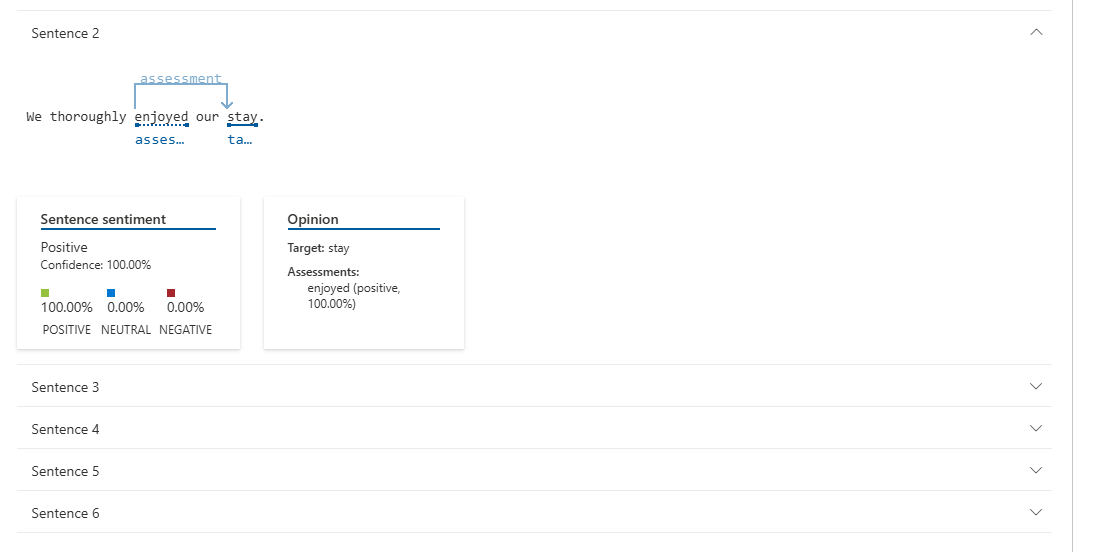 Sentence 2
assessment
We thoroughly enjoyed our stay.
asses… ta…
Sentence sentiment
Positive
Confidence: 100.00%
100.00% 0.00% 0.00%
POSITIVE NEUTRAL NEGATIVE
Opinion
Target: stay
Assessments:
enjoyed (positive,
100.00%)
Sentence 3
Sentence 4
Sentence 5
Sentence 6